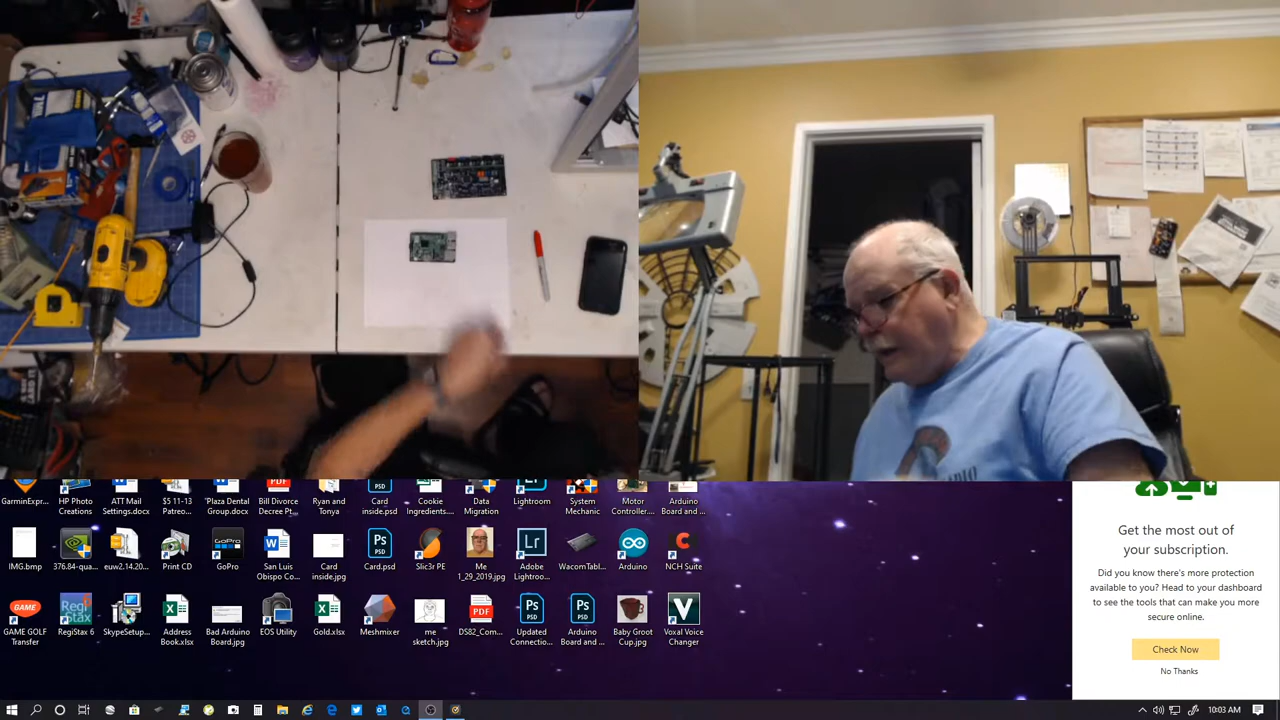 GarminExpr...
HP Photo
Creations
ATT Mail
Settings.docx
$5 11-13
Patreo...
"Plaza Dental
Group.docx
Bill Divorce
Decree Pt...
Ryan and
Tonya
Card
inside.psd
Cookie
Ingredients....
Data
Migration
Lightroom
System
Mechanic
Motor
Controller....
Arduino
Board and ...
IMG.bmp
376.84-qua...
euw2.14.20...
Print CD
GoPro
San Luis
Obispo Co...
Card
inside.jpg
Card.psd
Slic3r PE
Me
1_29_2019.jpg
Adobe
Lightroo...
WacomTabl...
Arduino
NCH Suite
GAME GOLF
Transfer
RegiStax 6
SkypeSetup...
Address
Book.xlsx
Bad Arduino
Board.jpg
EOS Utility
Gold.xlsx
Meshmixer
me
sketch.jpg
DS82_Com...
Updated
Connectio...
Arduino
Board and ...
Baby Groot
Cup.jpg
Voxal Voice
Changer
Get the most out of
your subscription.
Did you know there's more protection
available to you? Head to your dashboard
to see the tools that can make you more
secure online.
Check Now
No Thanks
10:03 AM